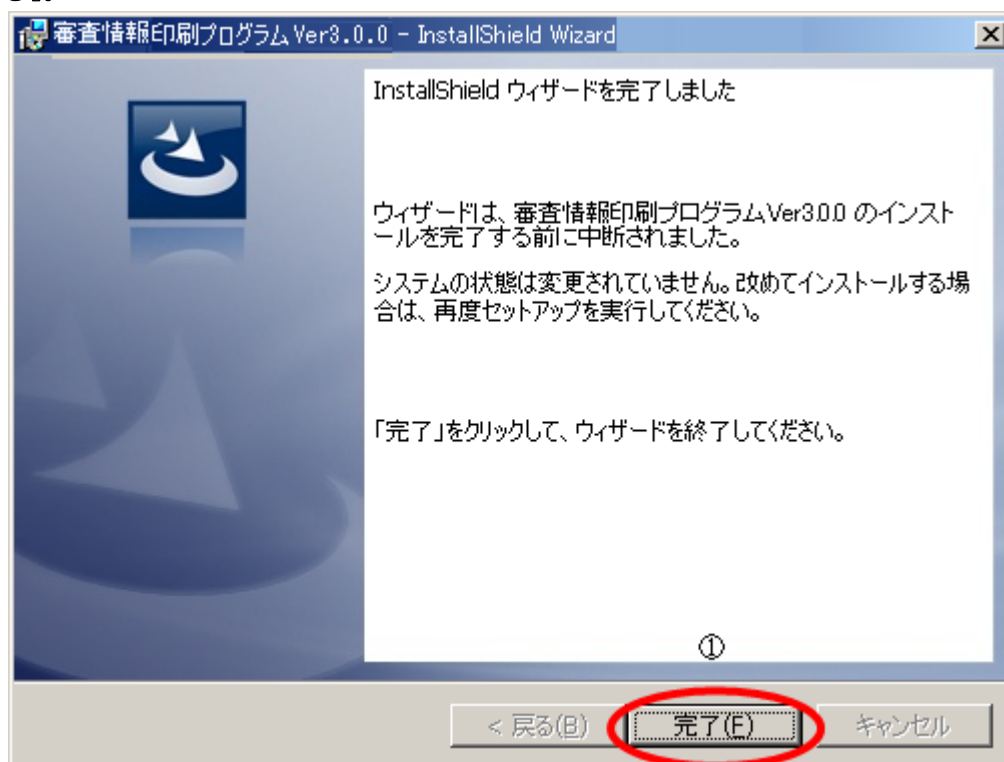 審査情報印刷プログラム Ver3.0.0 - InstallShield Wizard
InstallShield ウィザードを完了しました
ウィザードは、審査情報印刷プログラムVer3.0.0 のインスト
ールを完了する前に中断されました。
システムの状態は変更されていません。改めてインストールする場
合は、再度セットアップを実行してください。
「完了」をクリックして、ウィザードを終了してください。
①
< 戻る(B) 完了(F) キャンセル